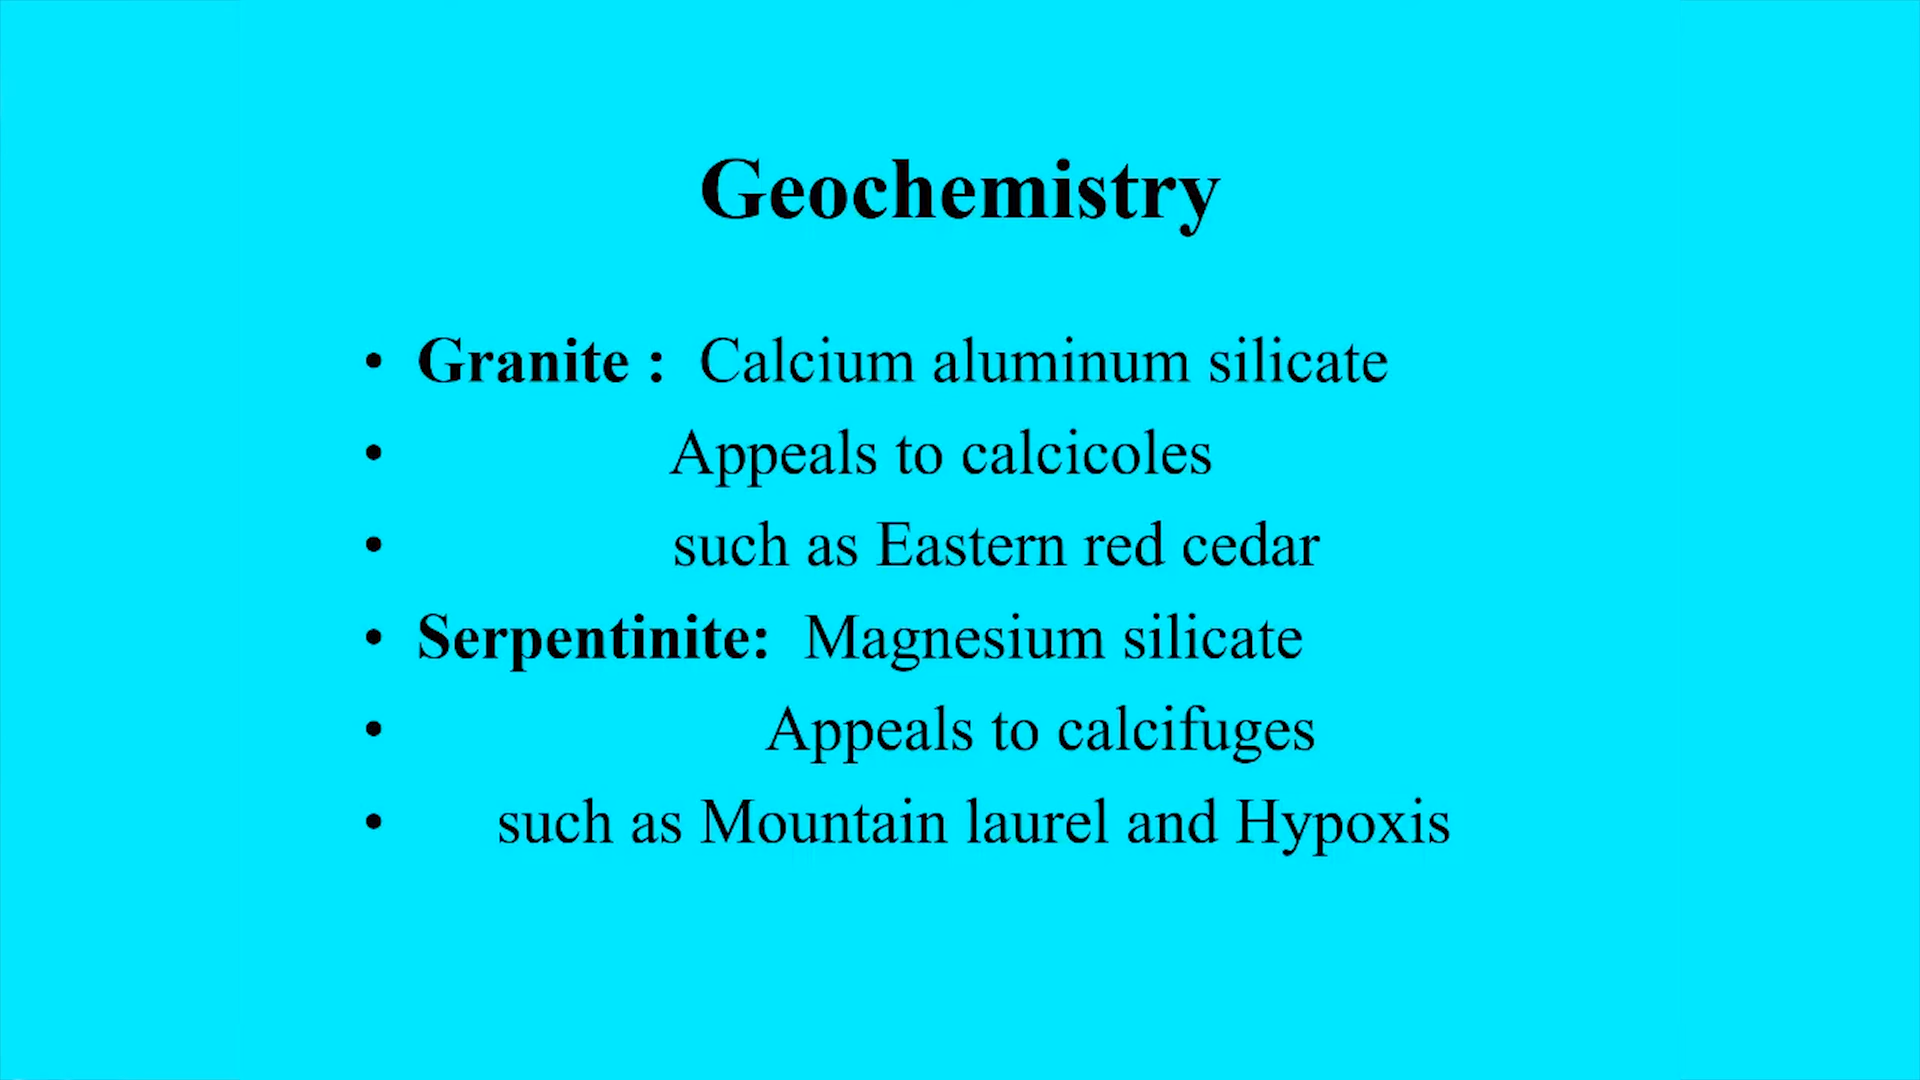 Geochemistry
• Granite : Calcium aluminum silicate
• Appeals to calcicoles
• such as Eastern red cedar
• Serpentinite: Magnesium silicate
• Appeals to calcifuges
• such as Mountain laurel and Hypoxis